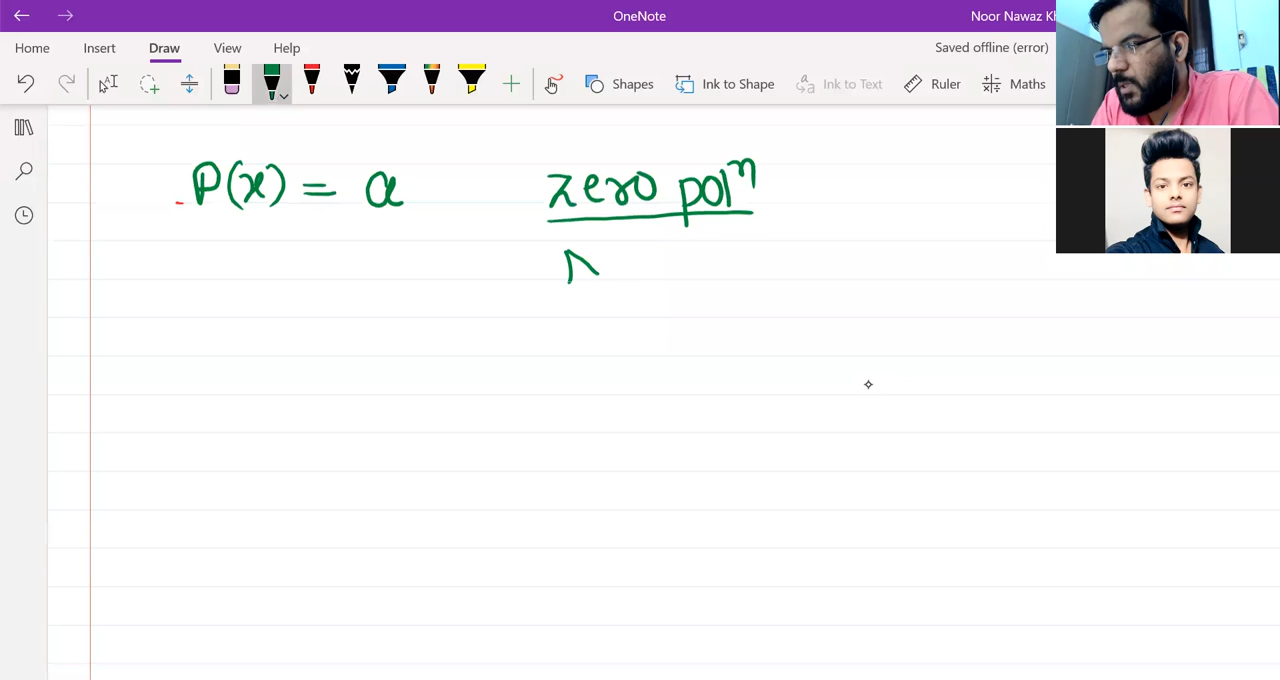 OneNote
Noor Nawaz Kh
Home Insert Draw View Help
Saved offline (error)
Shapes Ink to Shape Ink to Text Ruler Maths
P(x) = a zero polⁿ